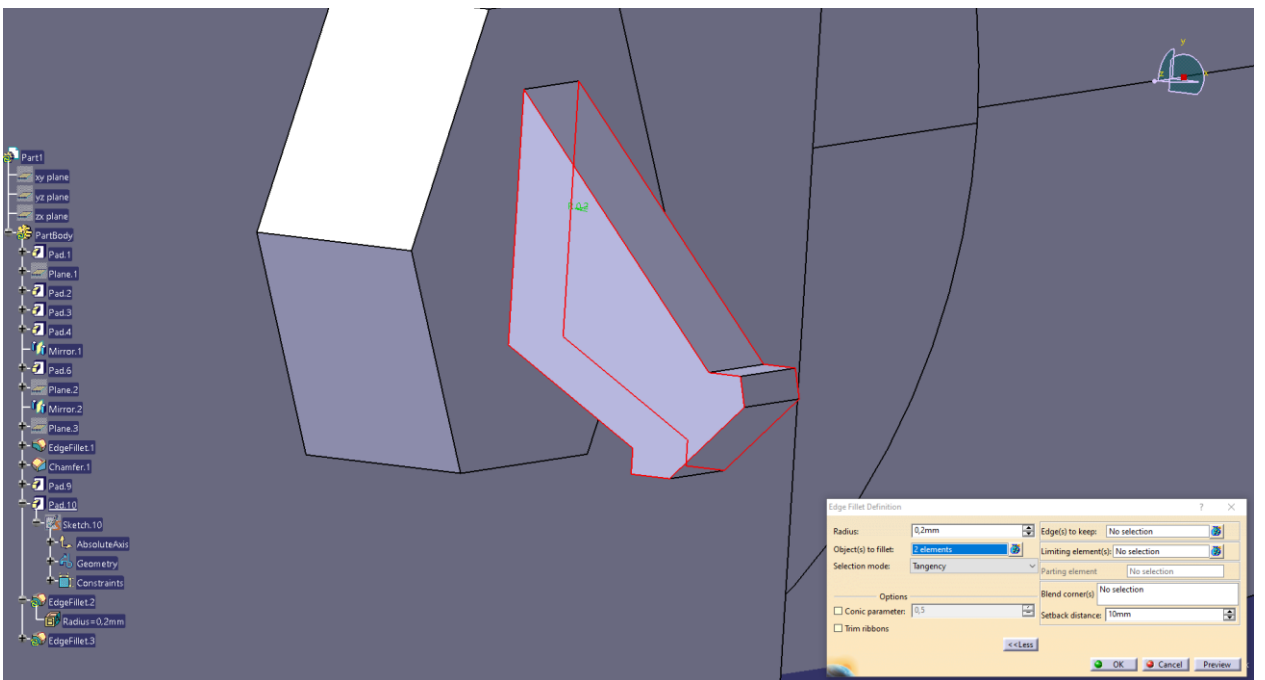 y
Part1
xy plane
yz plane
zx plane
PartBody
Pad.1
Plane.1
Pad.2
Pad.3
Pad.4
Mirror.1
Pad.6
Plane.2
Mirror.2
Plane.3
EdgeFillet.1
Chamfer.1
Pad.9
Pad.10
Sketch.10
AbsoluteAxis
Geometry
Constraints
EdgeFillet.2
Radius=0,2mm
EdgeFillet.3
Edge Fillet Definition ? ×
Radius: 0,2mm
Object(s) to fillet: 2 elements
Selection mode: Tangency
Options
Conic parameter: 0,5
Trim ribbons
Edge(s) to keep: No selection
Limiting element(s): No selection
Parting element No selection
Blend corner(s) No selection
Setback distance: 10mm
<<Less
OK Cancel Preview